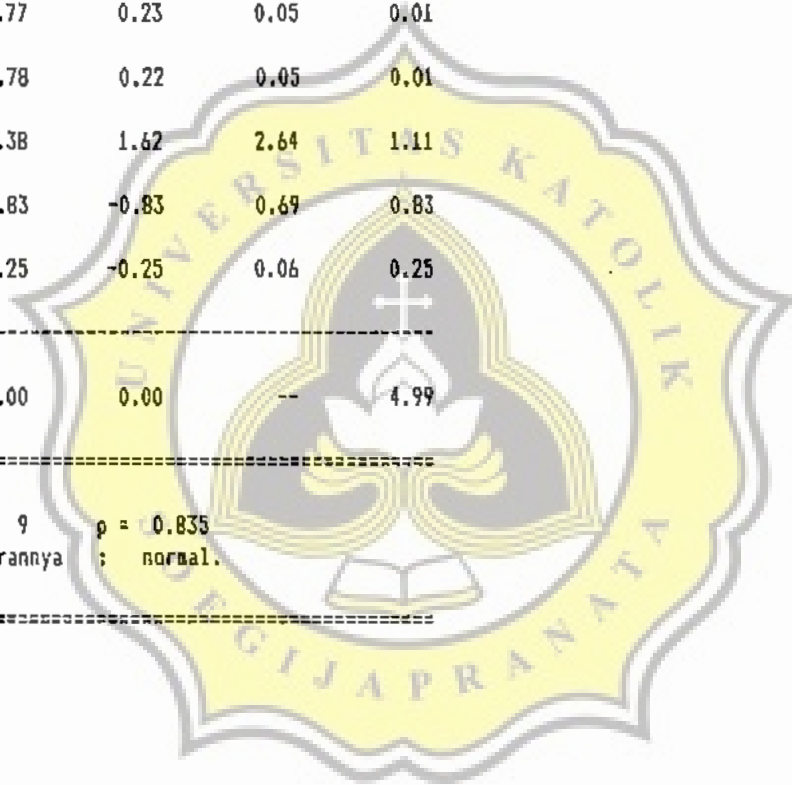 .77 0.23 0.05 0.01
.78 0.22 0.05 0.01
.38 1.62 2.64 1.11
.83 -0.83 0.69 0.83
.25 -0.25 0.06 0.25
.00 0.00 -- 4.99
9 p = 0.835
rannya : normal.
UNIVERSITAS KATOLIK
SOEGIJAPRANATA